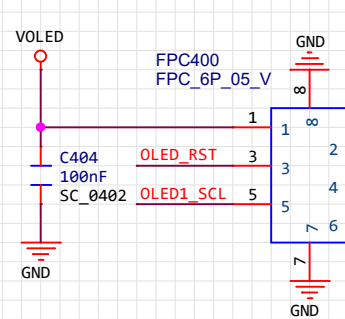 VOLED
GND
FPC400
FPC_6P_05_V
8
8
1
1
2
C404
OLED_RST
3
3
100nF
4
SC_0402
OLED1_SCL
5
5
7
6
7
GND
GND